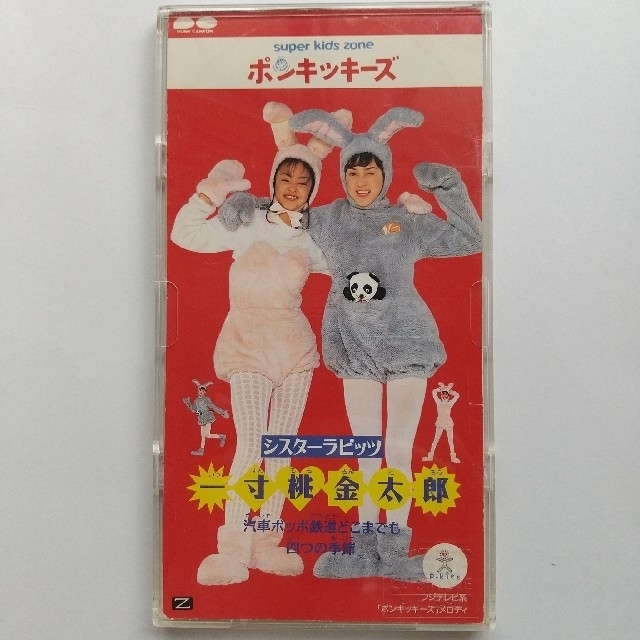 PONY CANYON
super kids zone
ポンキッキーズ
シスターラビッツ
一寸桃金太郎
汽車ポッポ鉄道どこまでも
四つの季節
P-kies
フジテレビ系
「ポンキッキーズ」メロディ
Z